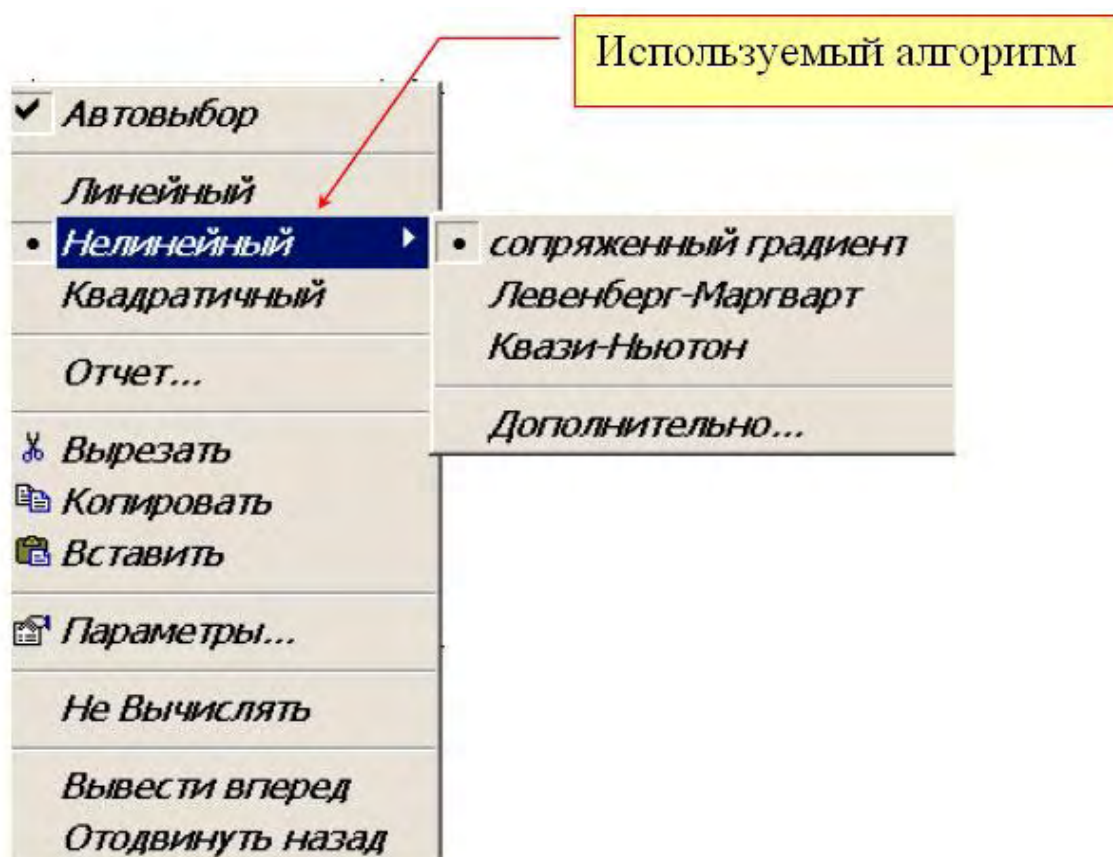 Используемый алгоритм
Автовыбор
Линейный
Нелинейный
Квадратичный
Отчет...
Вырезать
Копировать
Вставить
Параметры...
Не Вычислять
Вывести вперед
Отодвинуть назад
сопряженный градиент
Левенберг-Маргварт
Квази-Ньютон
Дополнительно...